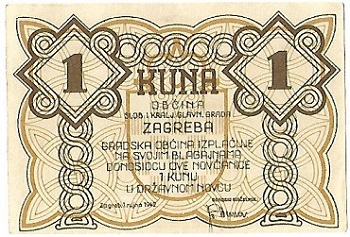 1 KUNA 1
OBĆINA
SLOB. I KRALJ. GLAVN. GRADA
ZAGREBA
GRADSKA OBĆINA IZPLAĆUJE
NA SVOJIM BLAGAJNAMA
DONOSIOCU OVE NOVČANICE
1 KUNU
U DRŽAVNOM NOVCU
Zagreb, 1. rujna 1942.